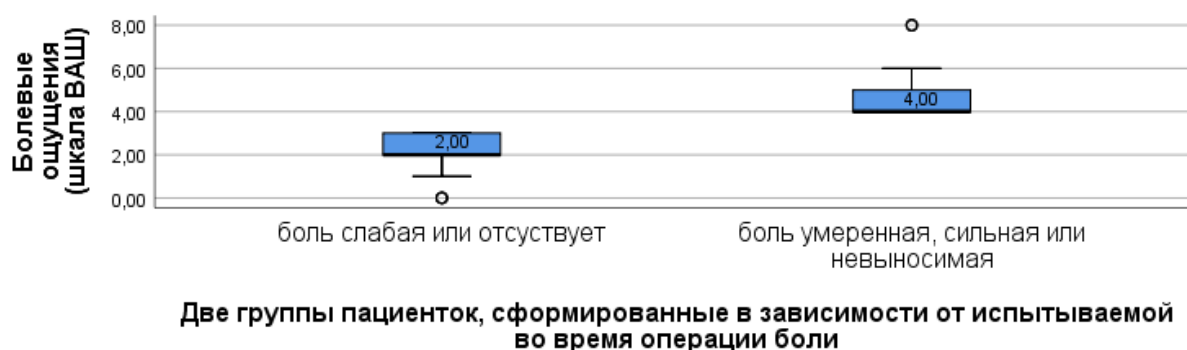 Болевые
ощущения
(шкала ВАШ)
8,00
6,00
4,00
2,00
0,00
2,00
4,00
боль слабая или отсуствует
боль умеренная, сильная или
невыносимая
Две группы пациенток, сформированные в зависимости от испытываемой
во время операции боли